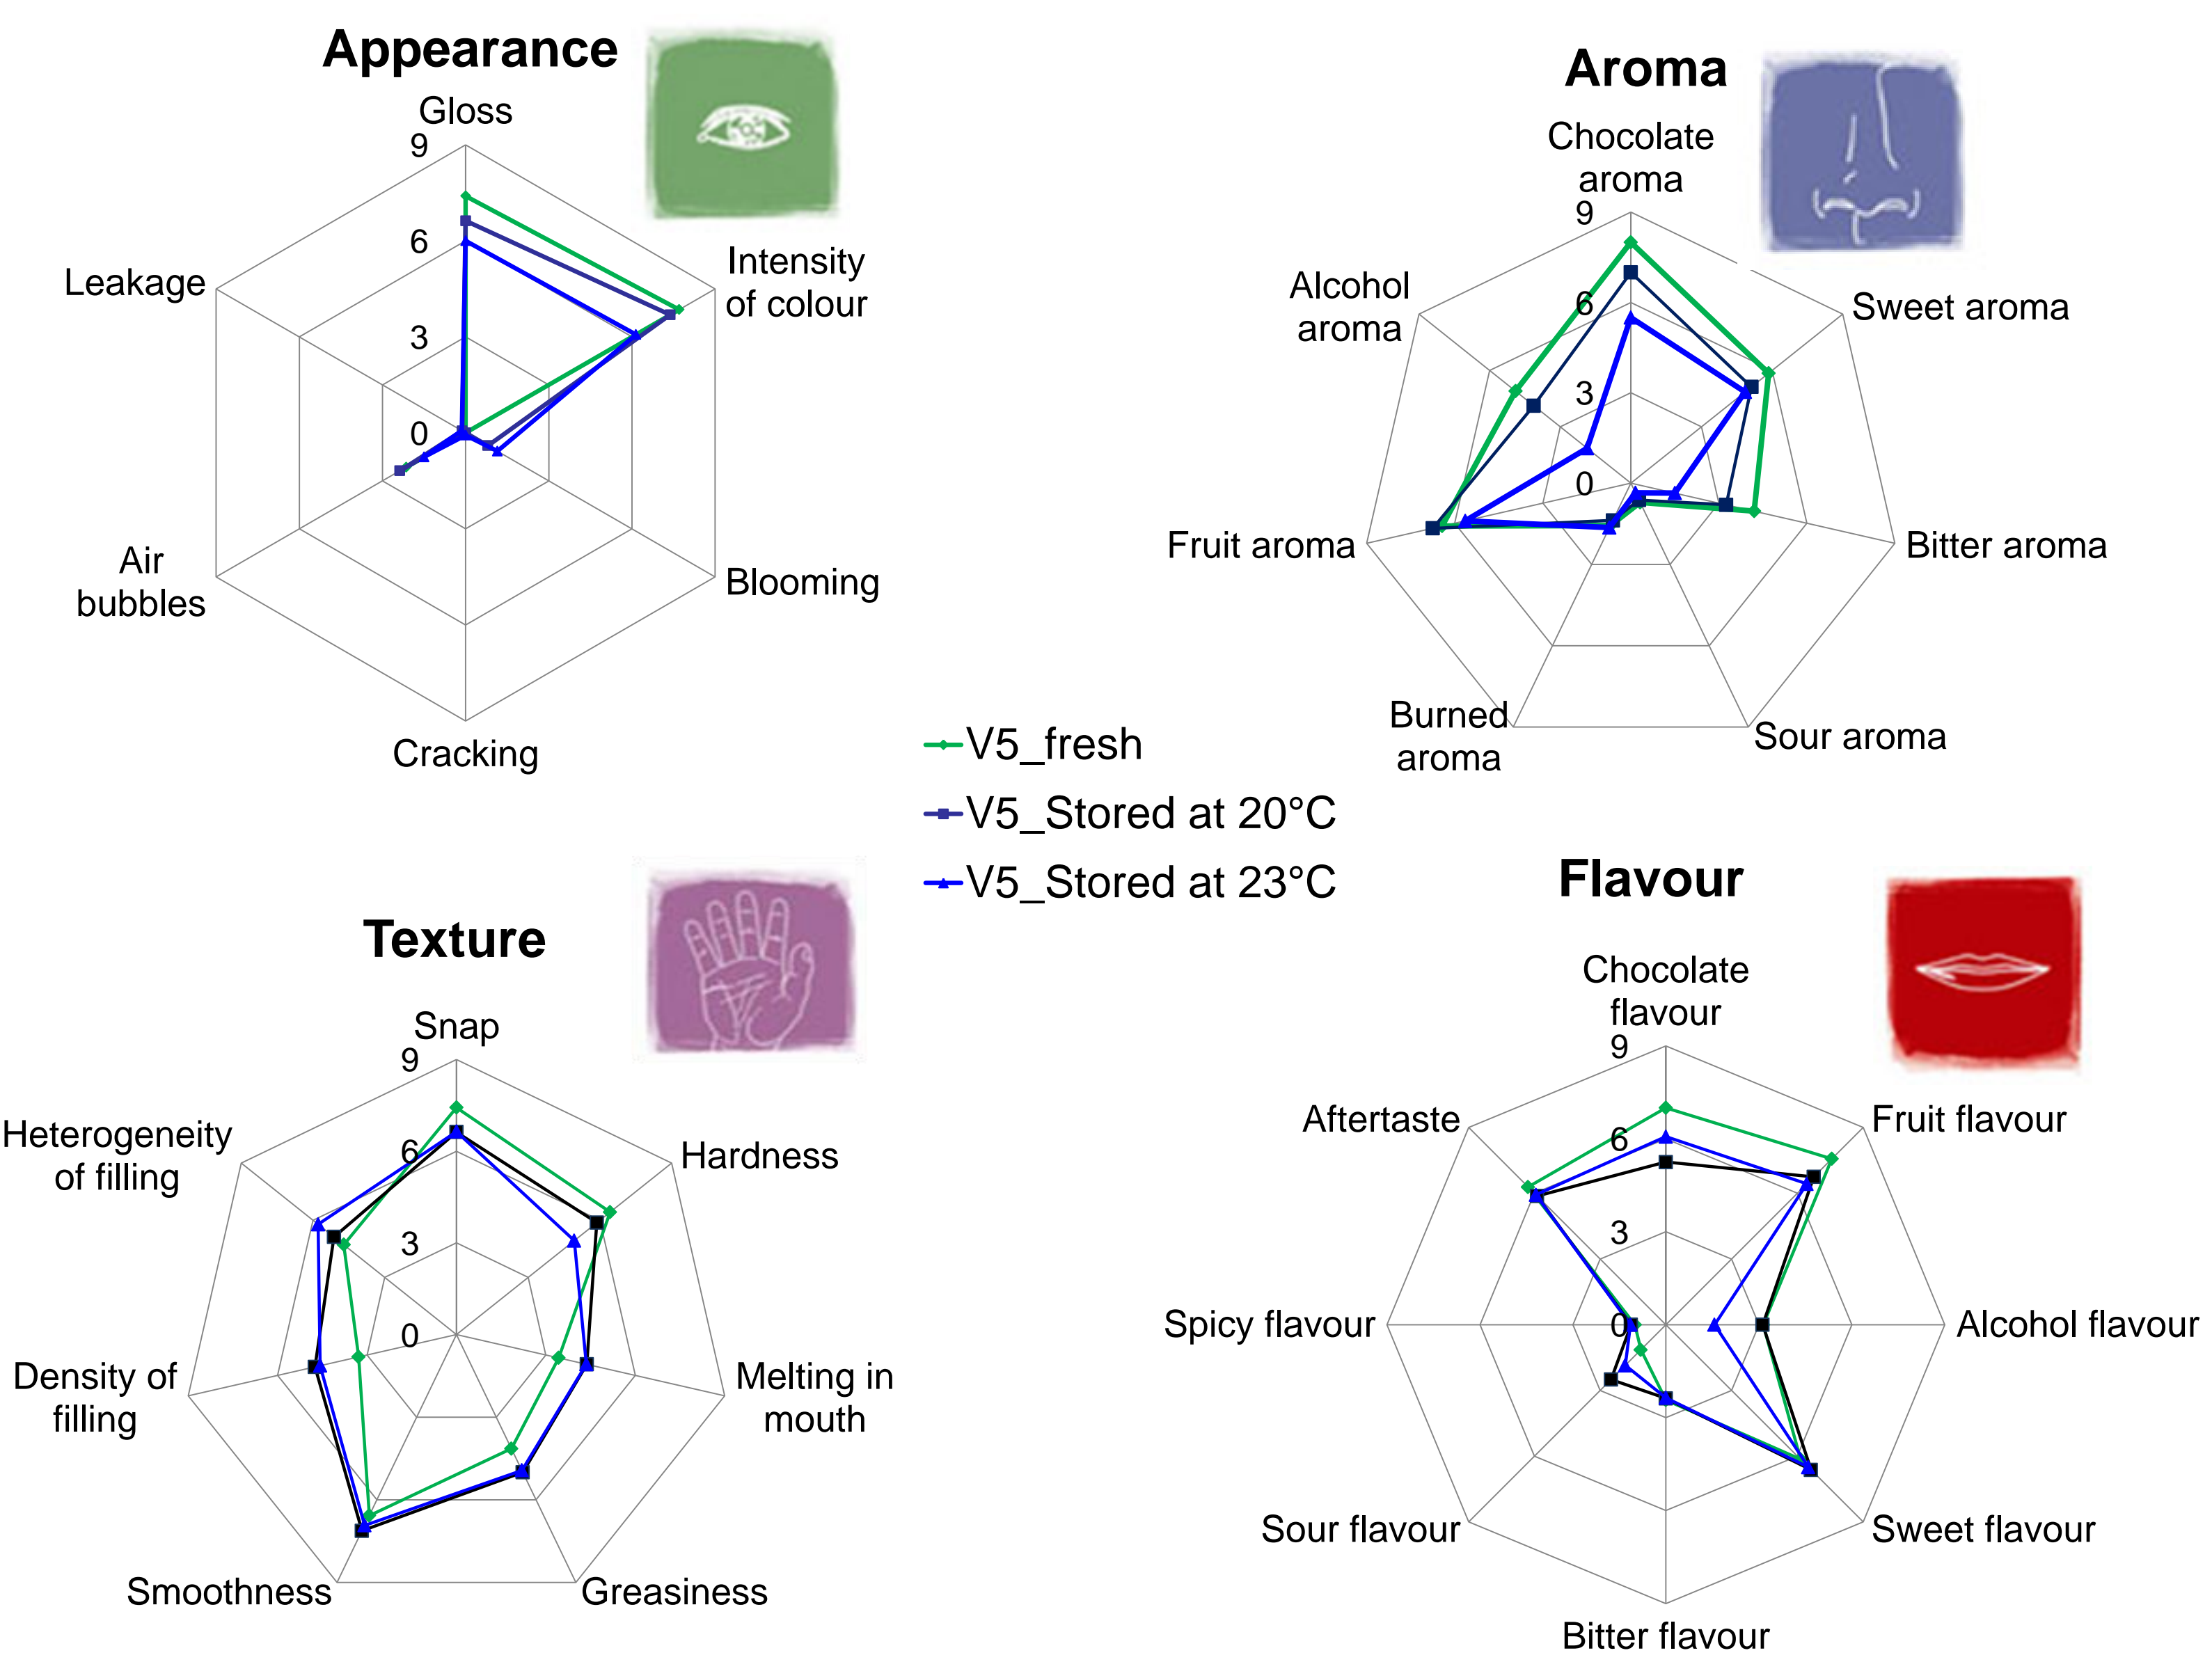 Appearance
Gloss
9
6
3
0
Intensity
of colour
Blooming
Cracking
Air
bubbles
Leakage
Aroma
Chocolate
aroma
9
6
3
0
Sweet aroma
Bitter aroma
Sour aroma
Burned
aroma
Fruit aroma
Alcohol
aroma
V5_fresh
V5_Stored at 20°C
V5_Stored at 23°C
Texture
Snap
9
6
3
0
Hardness
Melting in
mouth
Greasiness
Smoothness
Density of
filling
Heterogeneity
of filling
Flavour
Chocolate
flavour
9
6
3
0
Fruit flavour
Alcohol flavour
Sweet flavour
Bitter flavour
Sour flavour
Spicy flavour
Aftertaste